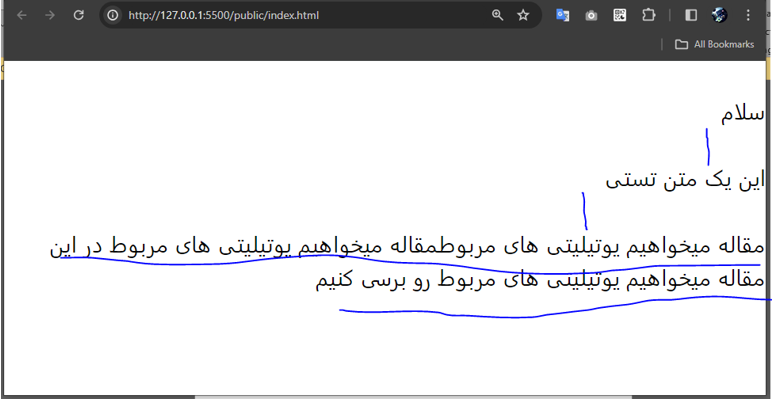 http://127.0.0.1:5500/public/index.html
All Bookmarks
سلام
این یک متن تستی
مقاله میخواهیم یوتیلیتی های مربوطمقاله میخواهیم یوتیلیتی های مربوط در این
مقاله میخواهیم یوتیلیتی های مربوط رو برسی کنیم